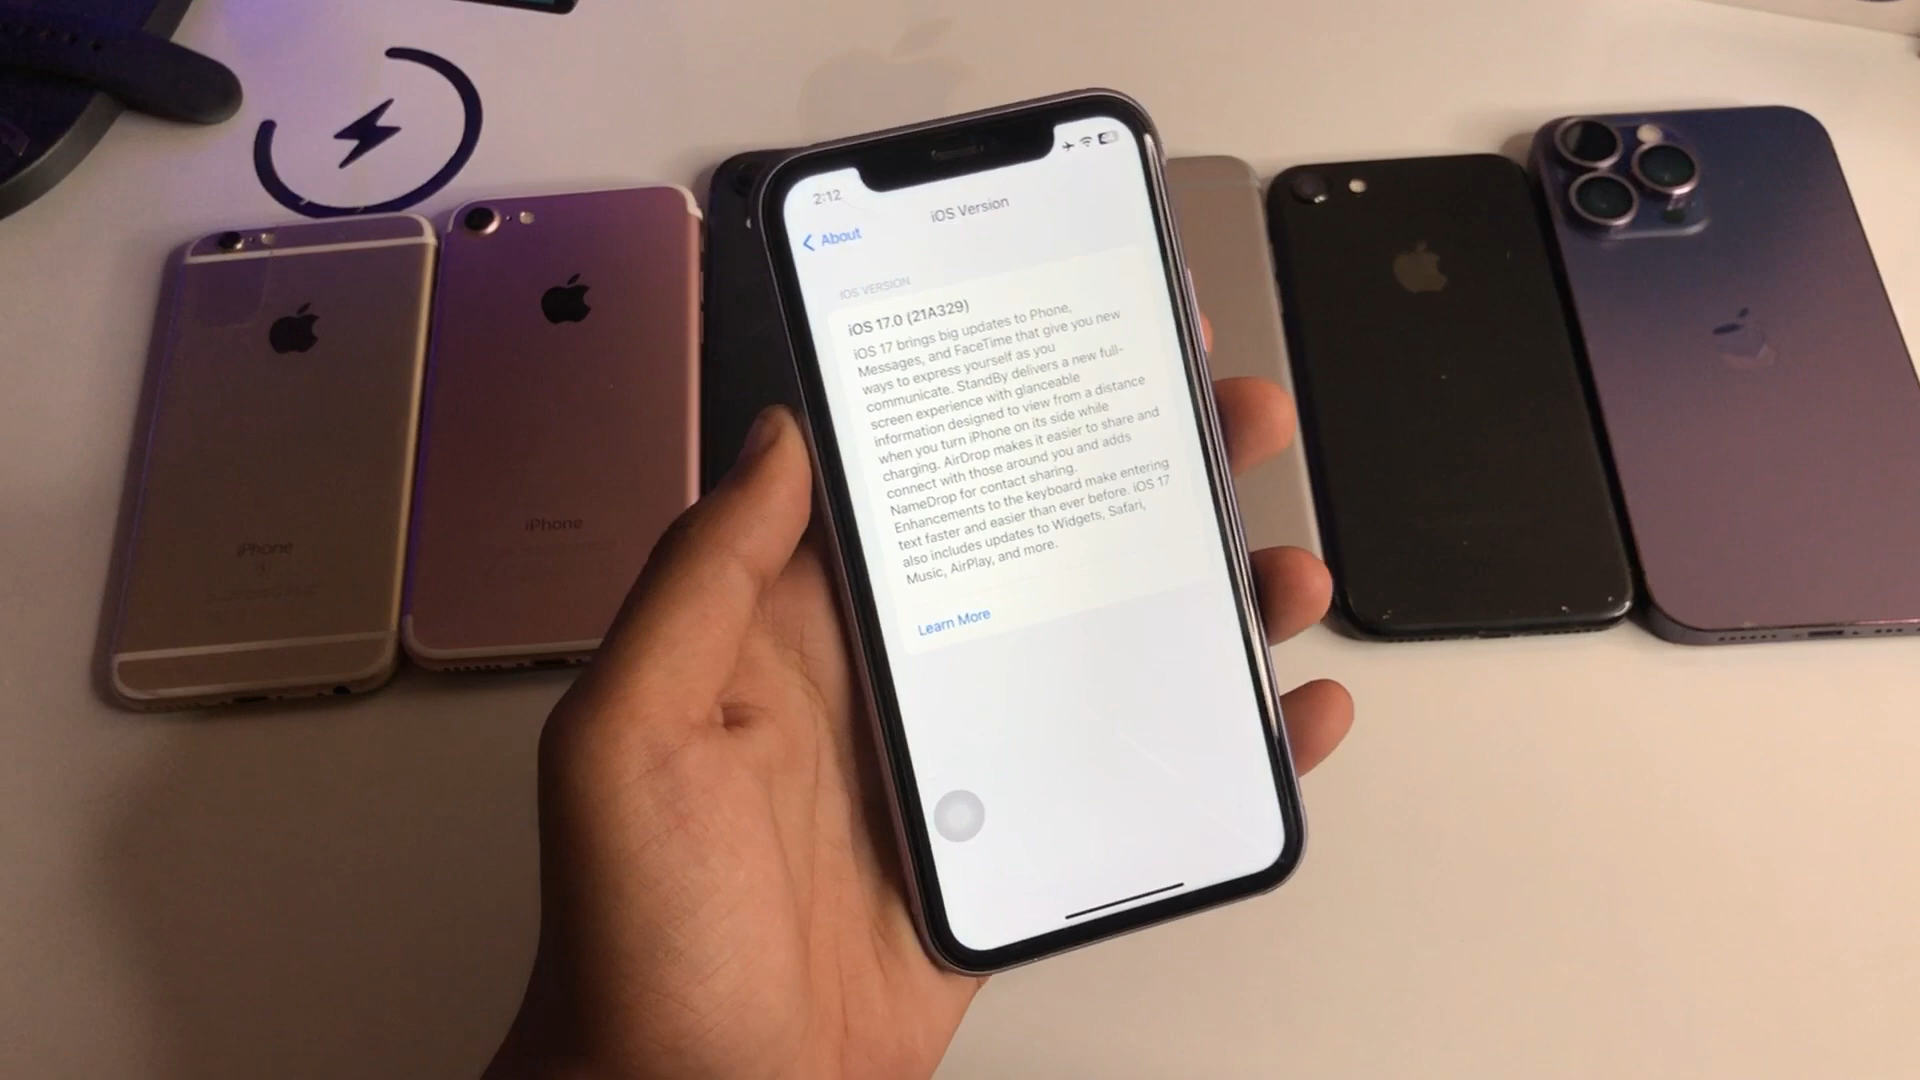 2:12
iOS Version
About
IOS VERSION
iOS 17.0 (21A329)
iOS 17 brings big updates to Phone,
Messages, and FaceTime that give you new
ways to express yourself as you
communicate. StandBy delivers a new full-
screen experience with glanceable
information designed to view from a distance
when you turn iPhone on its side while
charging. AirDrop makes it easier to share and
connect with those around you and adds
NameDrop for contact sharing.
Enhancements to the keyboard make entering
text faster and easier than ever before. iOS 17
also includes updates to Widgets, Safari,
Music, AirPlay, and more.
Learn More
iPhone
S
iPhone